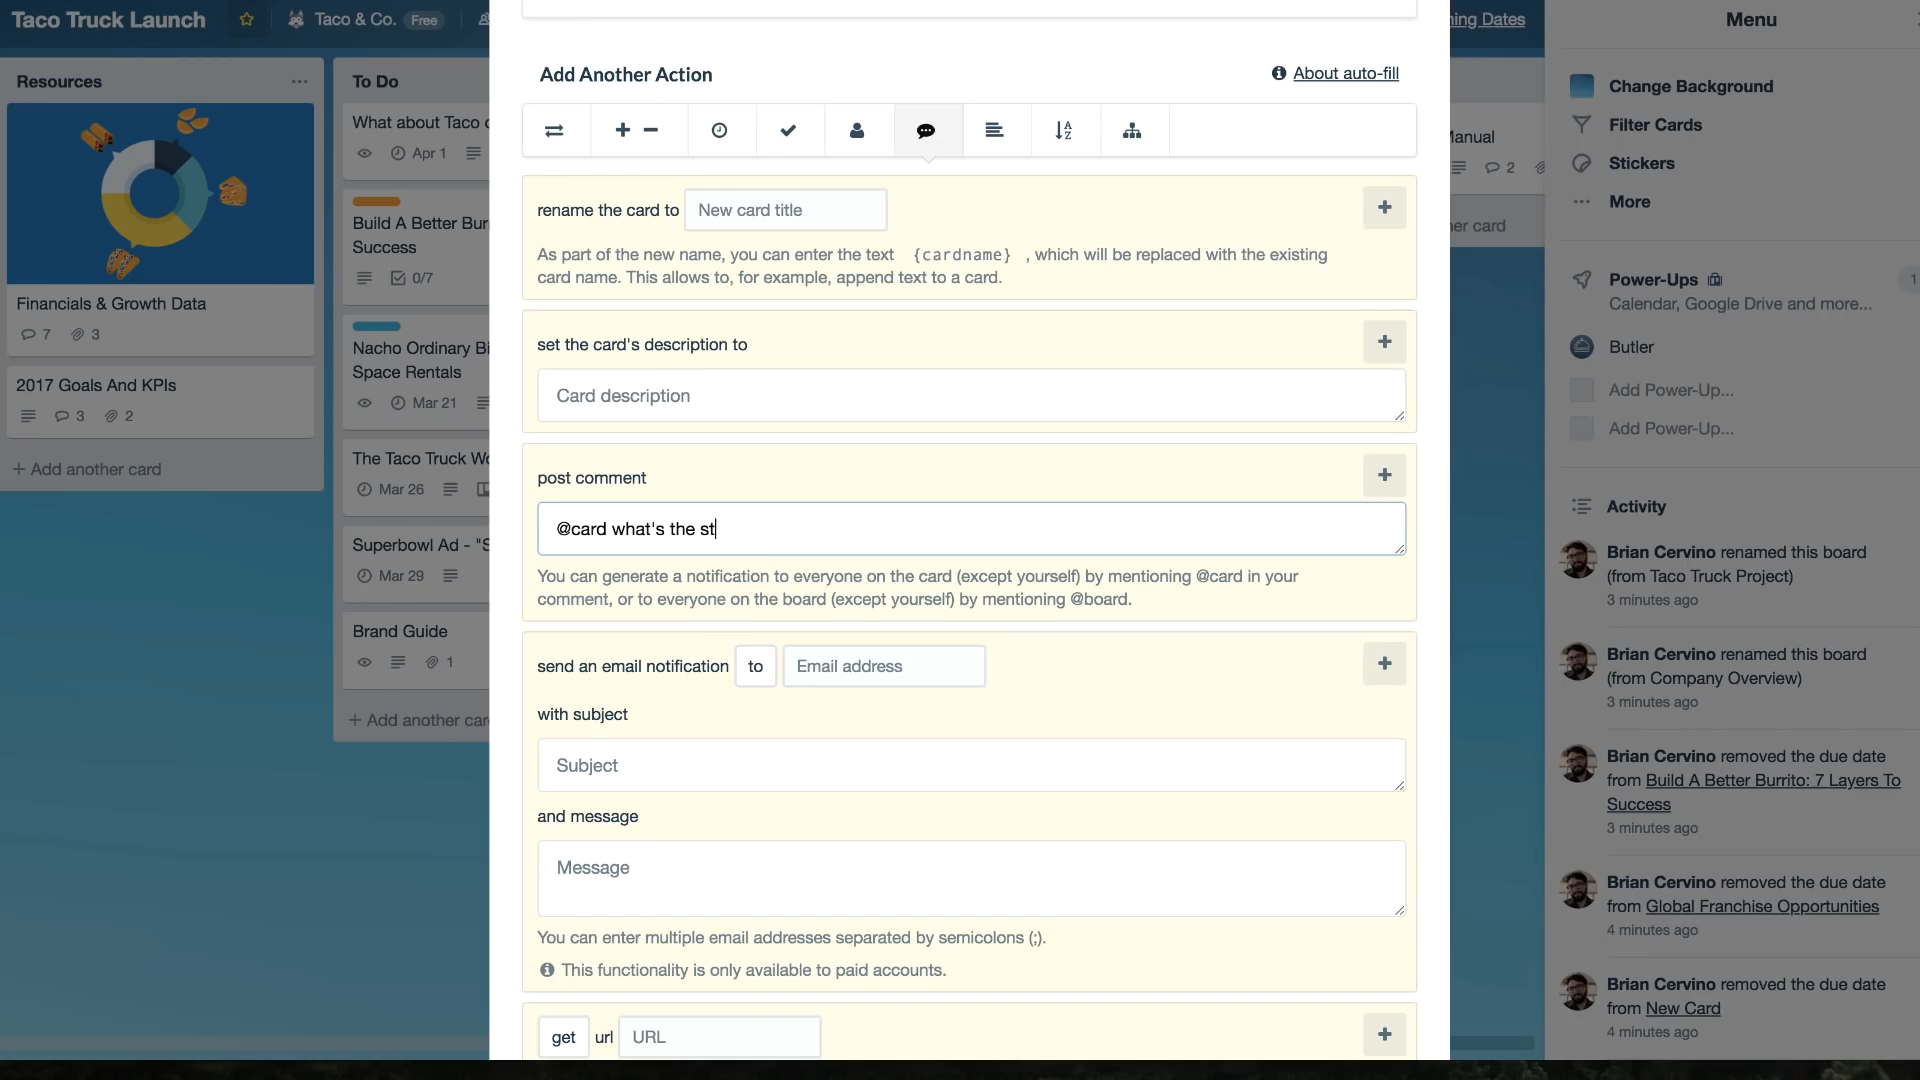 Taco Truck Launch
Taco & Co. Free
ning Dates
Menu
Resources
Financials & Growth Data
7 3
2017 Goals And KPIs
3 2
+ Add another card
To Do
What about Taco
Apr 1
Build A Better Bur
Success
0/7
Nacho Ordinary Bi
Space Rentals
Mar 21
The Taco Truck Wo
Mar 26
Superbowl Ad - "S
Mar 29
Brand Guide
1
+ Add another car
Add Another Action
About auto-fill
rename the card to New card title
As part of the new name, you can enter the text {cardname} , which will be replaced with the existing
card name. This allows to, for example, append text to a card.
set the card's description to
Card description
post comment
@card what's the st
You can generate a notification to everyone on the card (except yourself) by mentioning @card in your
comment, or to everyone on the board (except yourself) by mentioning @board.
send an email notification to Email address
with subject
Subject
and message
Message
You can enter multiple email addresses separated by semicolons (;).
This functionality is only available to paid accounts.
get url URL
Manual
2
her card
Change Background
Filter Cards
Stickers
More
Power-Ups 1
Calendar, Google Drive and more...
Butler
Add Power-Up...
Add Power-Up...
Activity
Brian Cervino renamed this board
(from Taco Truck Project)
3 minutes ago
Brian Cervino renamed this board
(from Company Overview)
3 minutes ago
Brian Cervino removed the due date
from Build A Better Burrito: 7 Layers To
Success
3 minutes ago
Brian Cervino removed the due date
from Global Franchise Opportunities
4 minutes ago
Brian Cervino removed the due date
from New Card
4 minutes ago